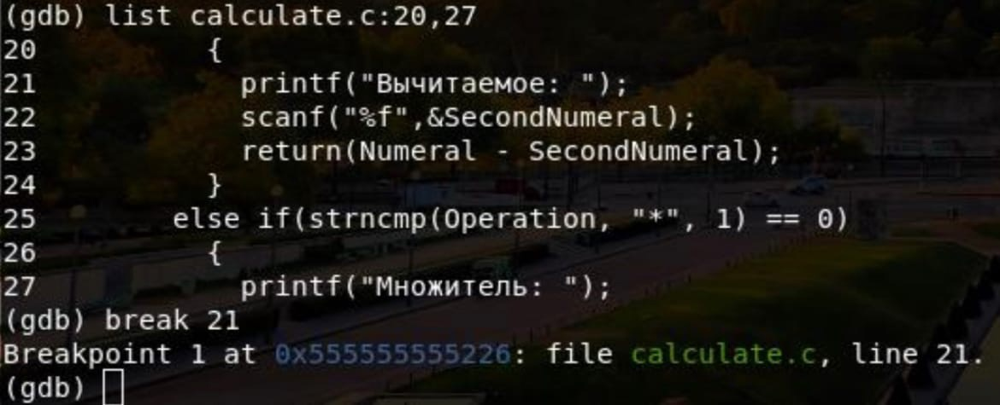 (gdb) list calculate.c:20,27
20          {
21            printf("Вычитаемое: ");
22            scanf("%f",&SecondNumeral);
23            return(Numeral - SecondNumeral);
24          }
25        else if(strncmp(Operation, "*", 1) == 0)
26          {
27            printf("Множитель: ");
(gdb) break 21
Breakpoint 1 at 0x555555555226: file calculate.c, line 21.
(gdb)